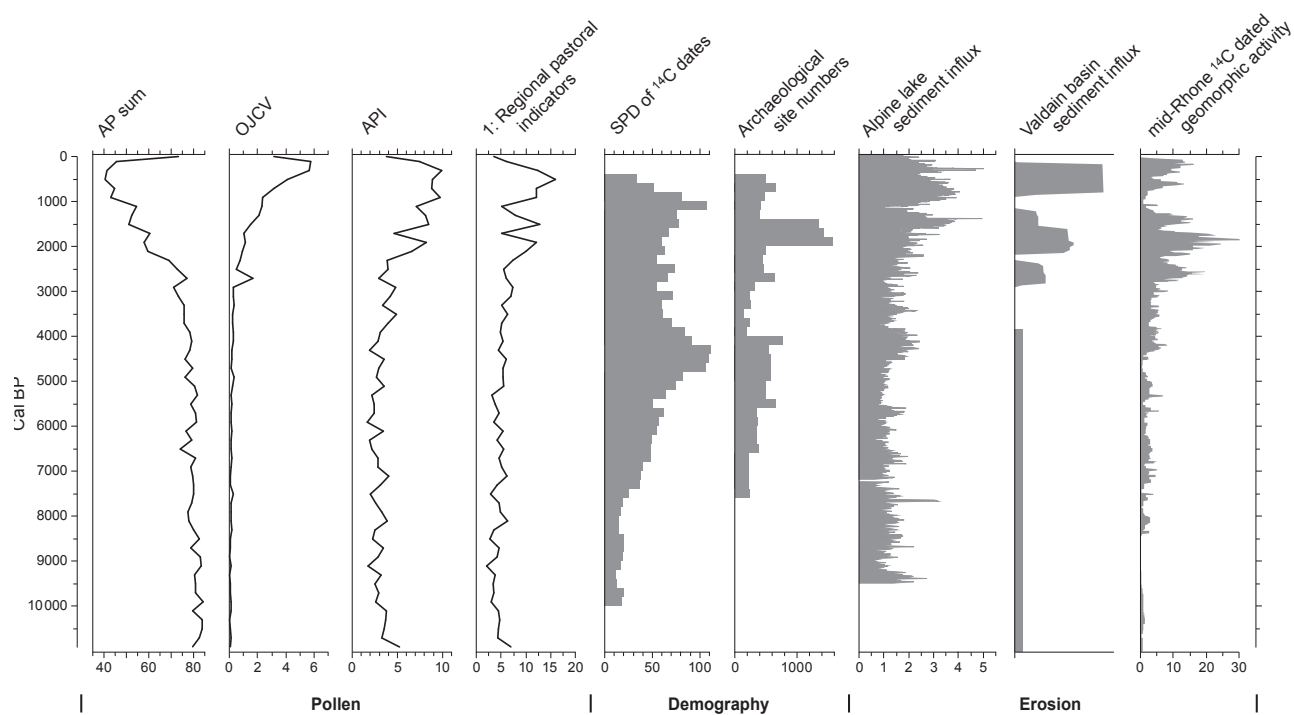 AP sum
OJCV
API
1: Regional pastoral
indicators
SPD of ¹⁴C dates
Archaeological
site numbers
Alpine lake
sediment influx
Valdain basin
sediment influx
mid-Rhone ¹⁴C dated
geomorphic activity
0
1000
2000
3000
4000
5000
6000
7000
8000
9000
10000
Cal BP
40 60 80
0 2 4 6
0 5 10
0 5 10 15 20
0 50 100
0 1000
0 1 2 3 4 5
0 10 20 30
Pollen
Demography
Erosion